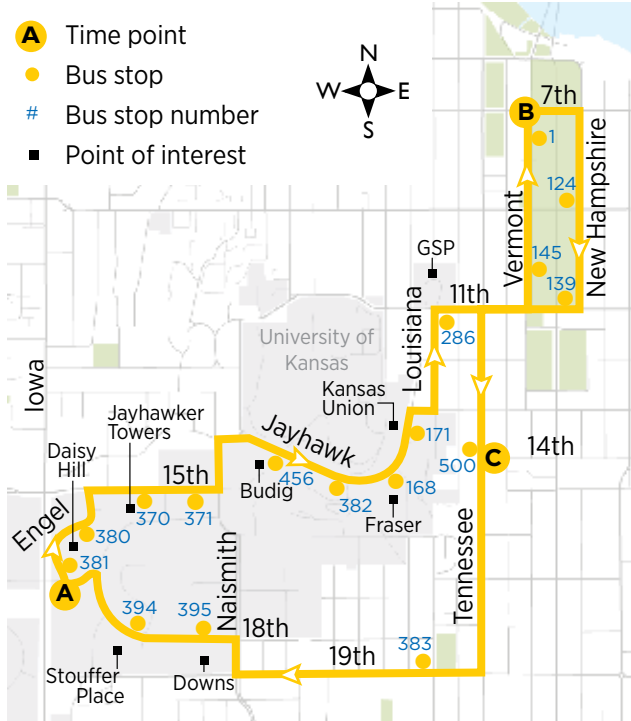 A Time point
Bus stop
# Bus stop number
Point of interest
N
W E
S
B
7th
1
124
Vermont
New Hampshire
145
139
GSP
11th
Louisiana
286
University of
Kansas
Iowa
Kansas
Union
Jayhawker
Towers
Jayhawk
171
14th
Daisy
Hill
15th
500
C
456
Budig
168
382
Fraser
Engel
370
371
380
381
Naismith
Tennessee
A
394
395
18th
383
19th
Stouffer
Place
Downs